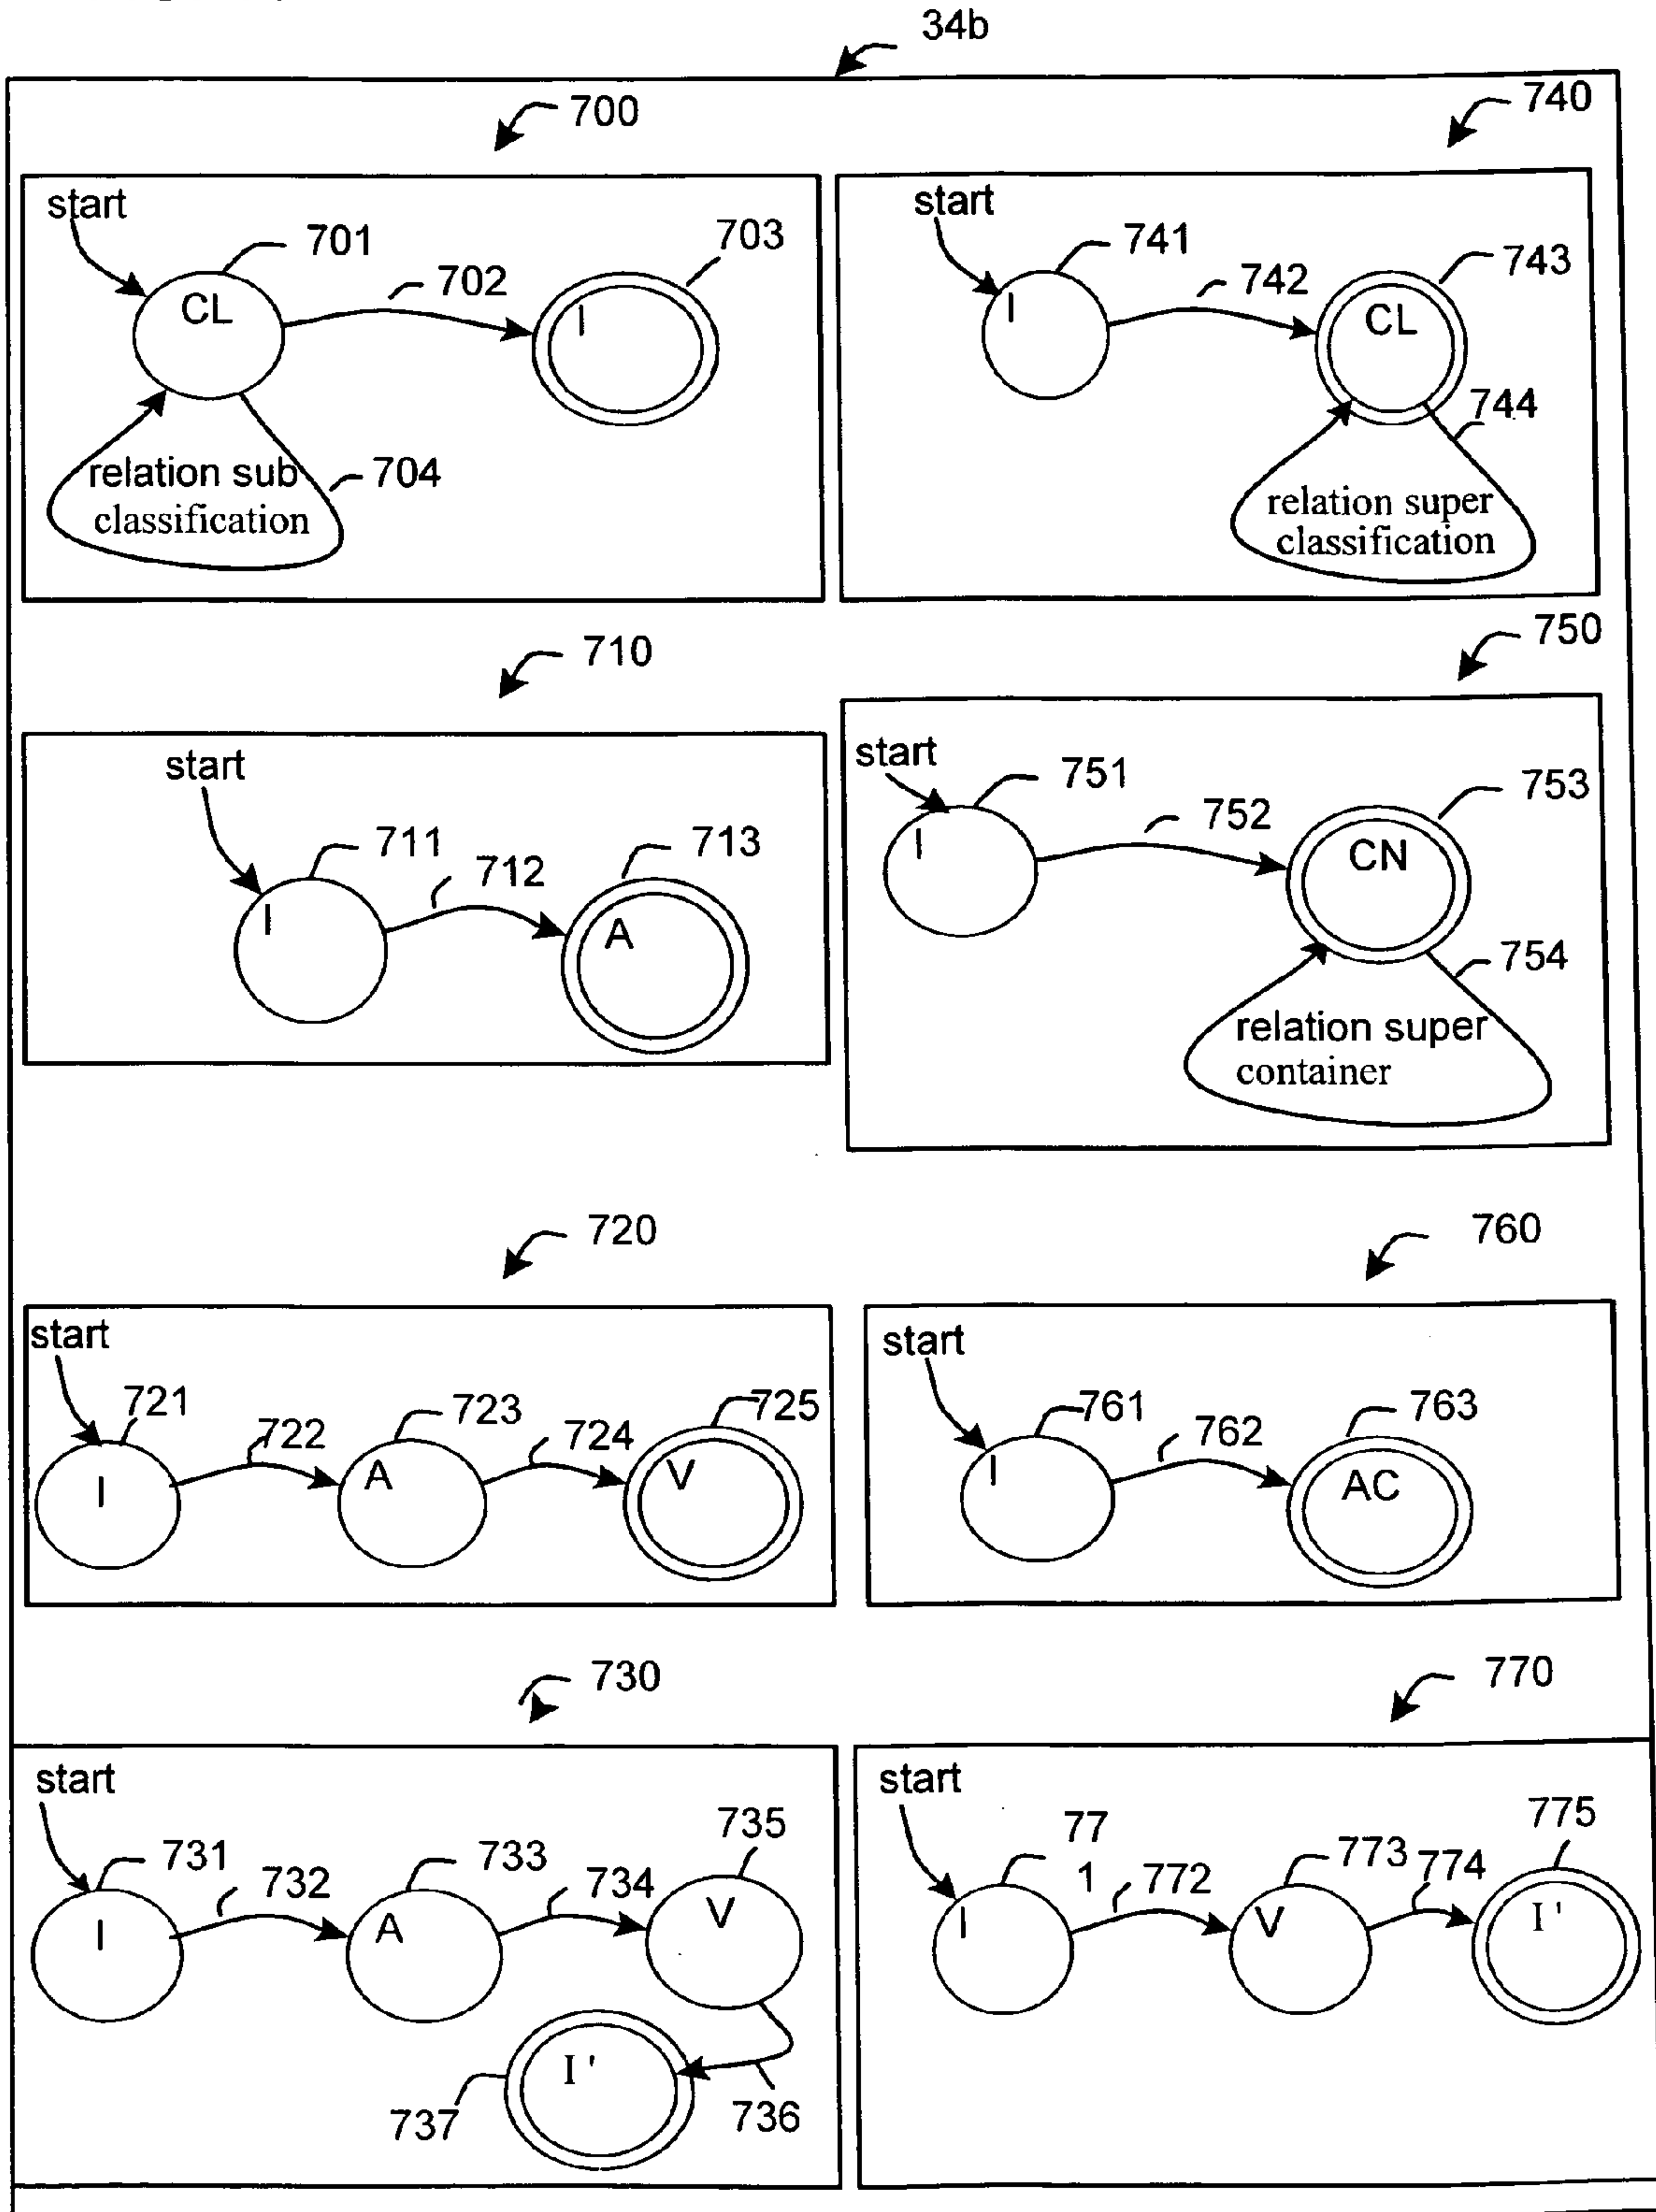 34b
700
740
start
701
702
703
CL
I
relation sub
classification
704
start
741
742
743
I
CL
744
relation super
classification
710
750
start
711
712
713
I
A
start
751
752
753
I
CN
754
relation super
container
720
760
start
721
722
723
724
725
I
A
V
start
761
762
763
I
AC
730
770
start
731
732
733
734
735
I
A
V
I'
737
736
start
77
1
772
773
774
775
I
V
I'